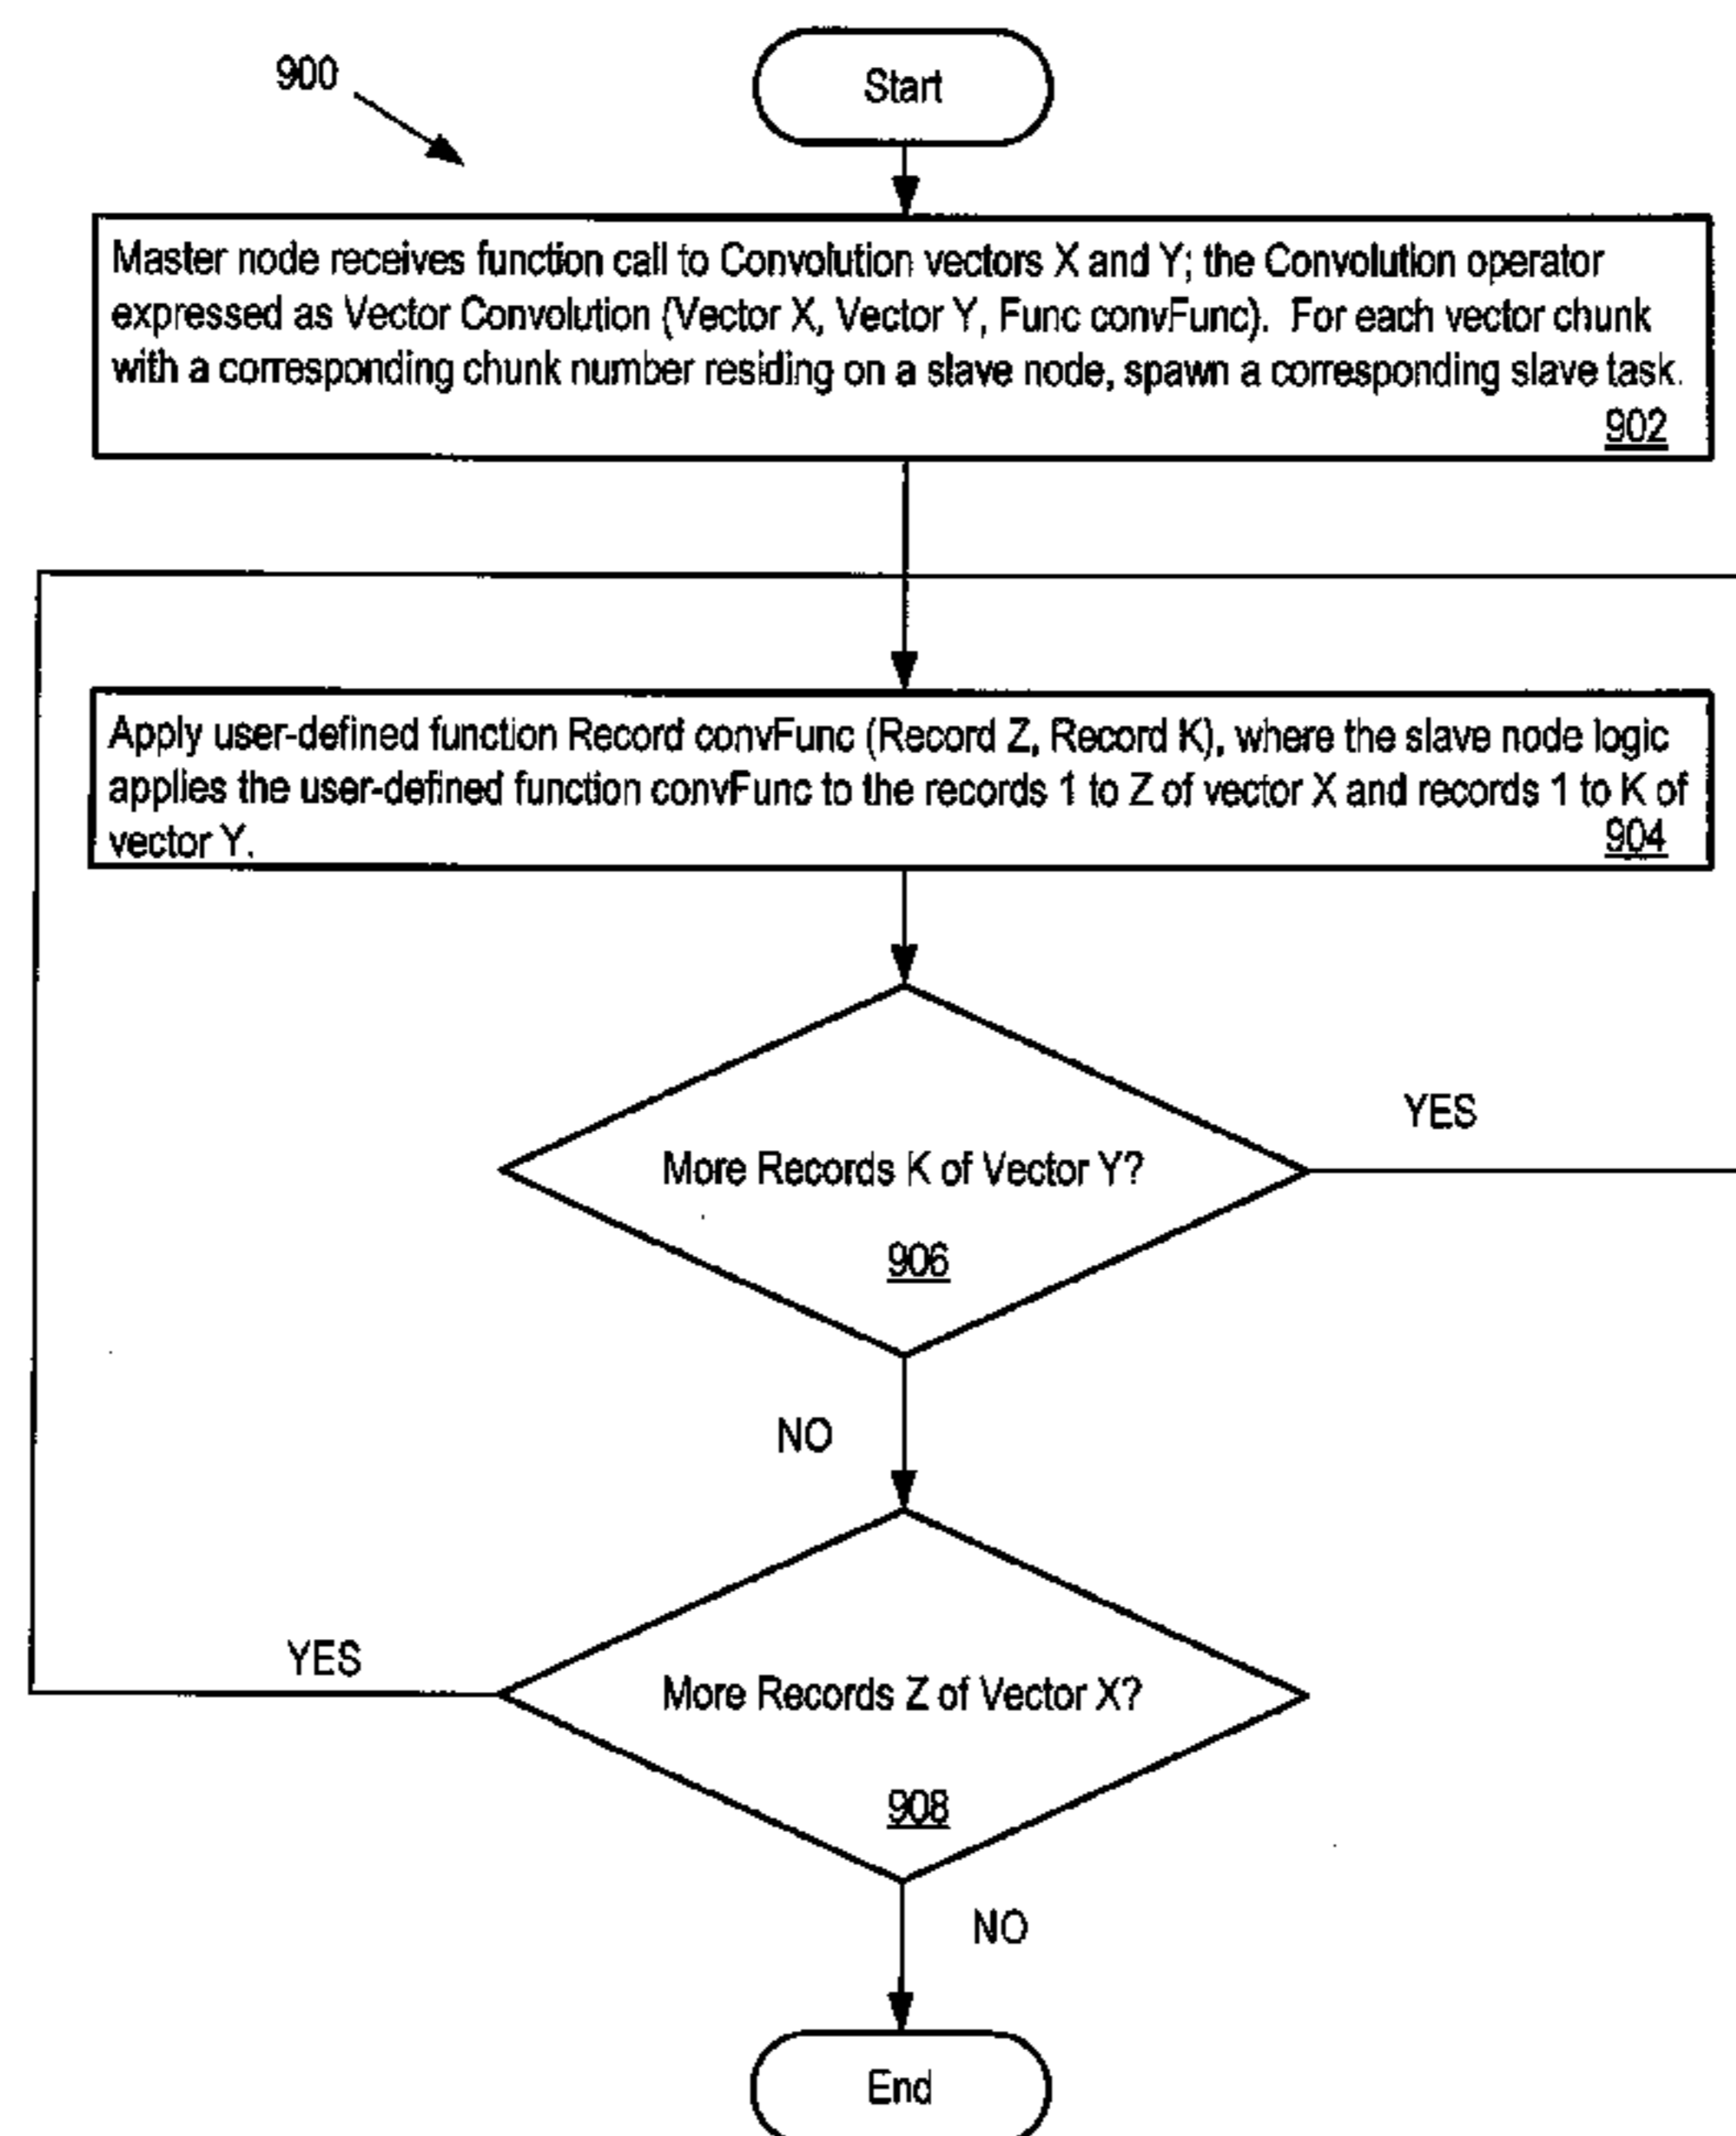 900
Start
Master node receives function call to Convolution vectors X and Y; the Convolution operator
expressed as Vector Convolution (Vector X, Vector Y, Func convFunc). For each vector chunk
with a corresponding chunk number residing on a slave node, spawn a corresponding slave task.
902
Apply user-defined function Record convFunc (Record Z, Record K), where the slave node logic
applies the user-defined function convFunc to the records 1 to Z of vector X and records 1 to K of
vector Y.
904
YES
More Records K of Vector Y?
906
NO
YES
More Records Z of Vector X?
908
NO
End